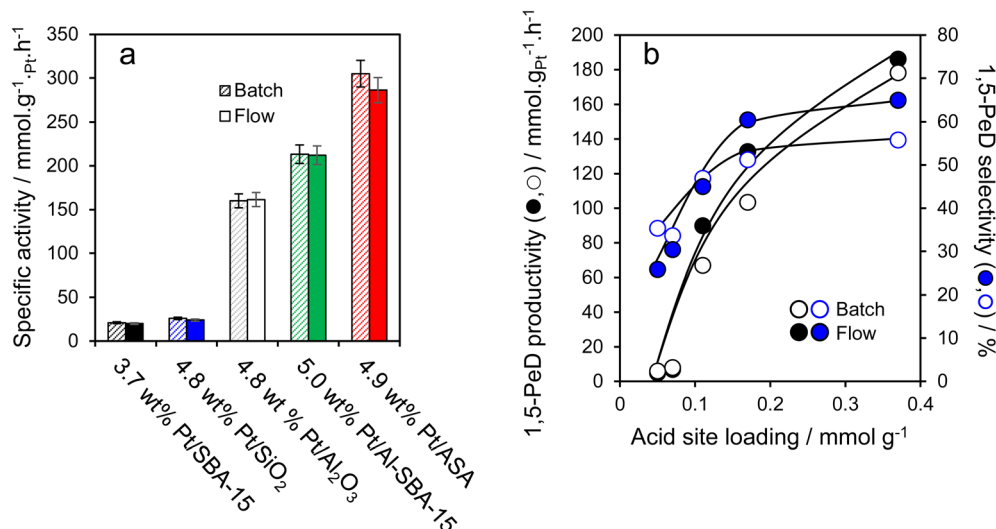 a
Specific activity / mmol.g⁻¹.Pt.h⁻¹
350
300
250
200
150
100
50
0
Batch
Flow
3.7 wt% Pt/SBA-15
4.8 wt% Pt/SiO₂
4.8 wt % Pt/Al₂O₃
5.0 wt% Pt/Al-SBA-15
4.9 wt% Pt/ASA
b
1,5-PeD productivity (●,○) / mmol.gPt⁻¹.h⁻¹
200
180
160
140
120
100
80
60
40
20
0
80
70
60
50
40
30
20
10
0
1,5-PeD selectivity (●,○) / %
Batch
Flow
0
0.1
0.2
0.3
0.4
Acid site loading / mmol g⁻¹